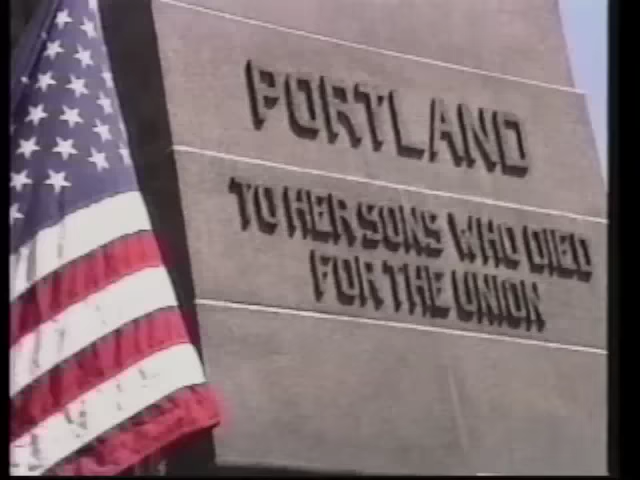 PORTLAND
TO HER SONS WHO DIED
FOR THE UNION